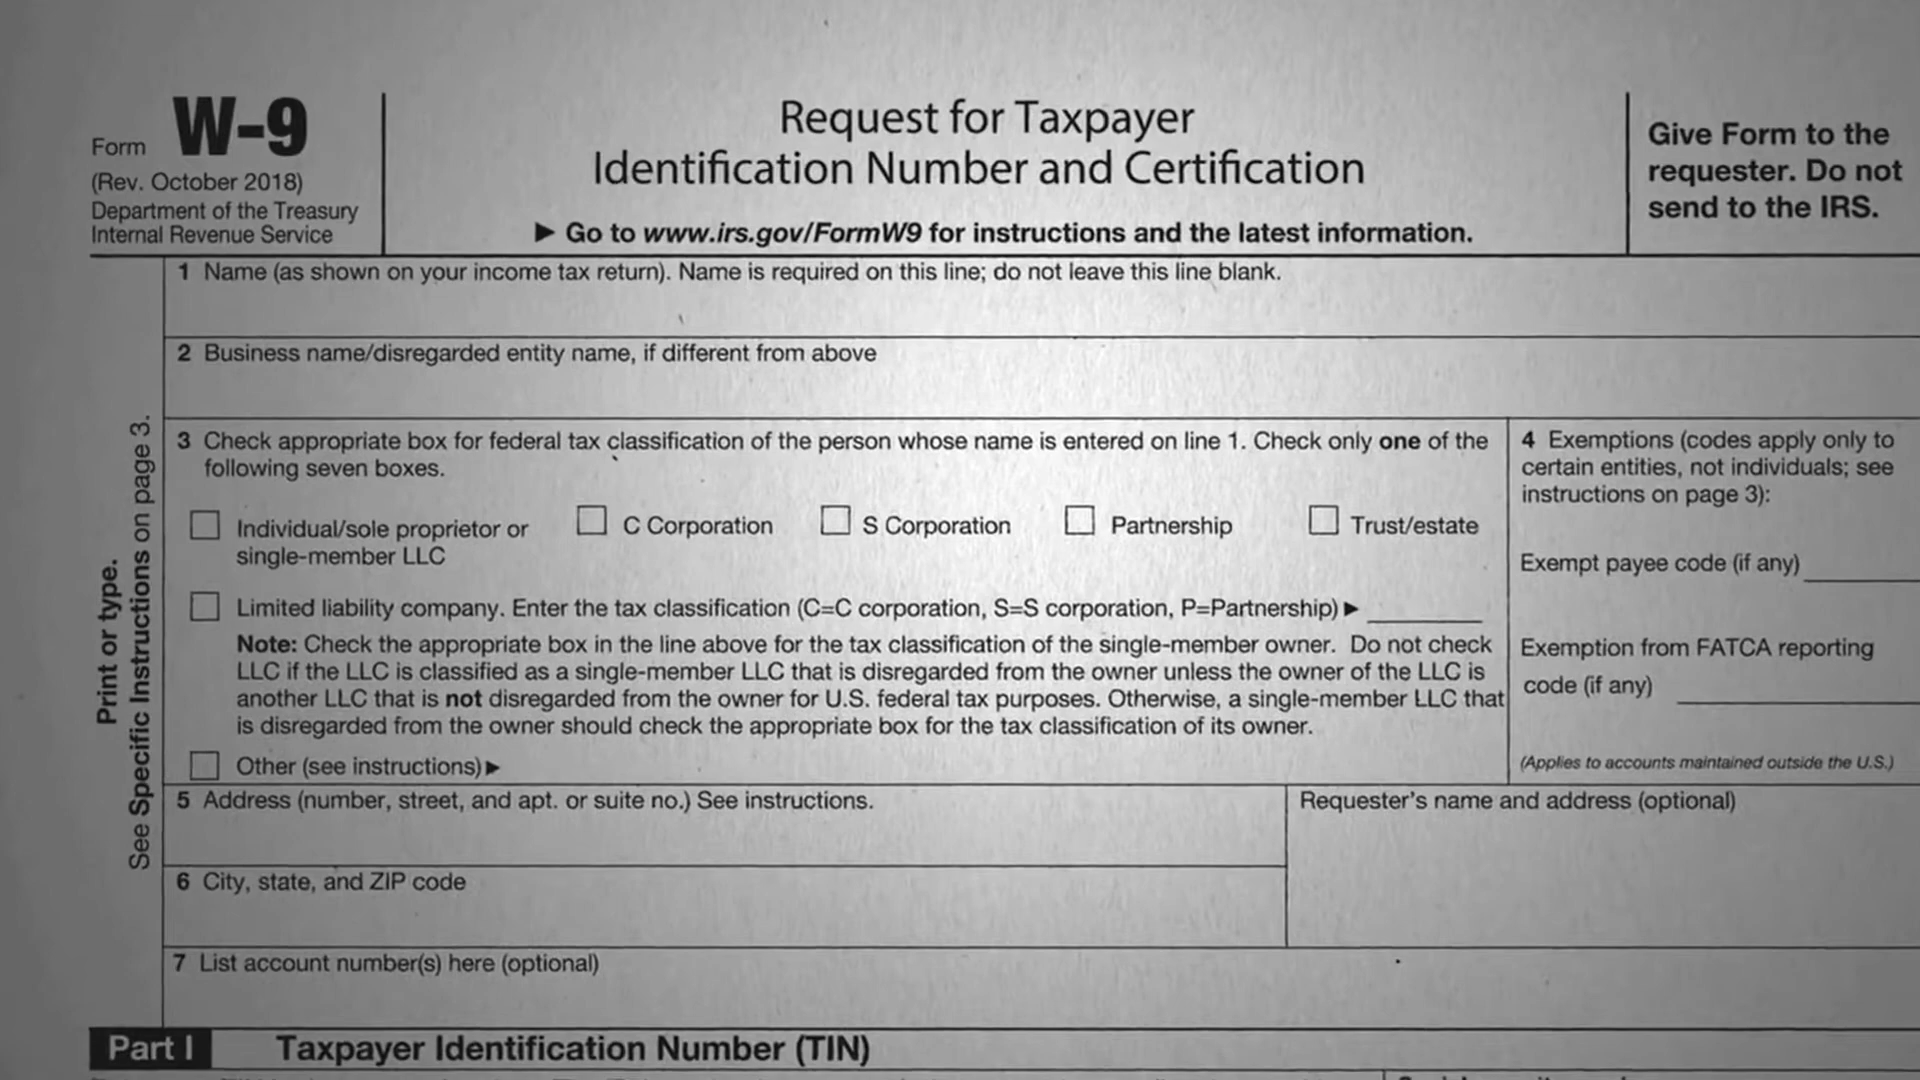 Form W-9
(Rev. October 2018)
Department of the Treasury
Internal Revenue Service
Request for Taxpayer
Identification Number and Certification
▶ Go to www.irs.gov/FormW9 for instructions and the latest information.
Give Form to the
requester. Do not
send to the IRS.
Print or type.
See Specific Instructions on page 3.
1 Name (as shown on your income tax return). Name is required on this line; do not leave this line blank.
2 Business name/disregarded entity name, if different from above
3 Check appropriate box for federal tax classification of the person whose name is entered on line 1. Check only one of the
following seven boxes.
Individual/sole proprietor or
single-member LLC
C Corporation
S Corporation
Partnership
Trust/estate
Limited liability company. Enter the tax classification (C=C corporation, S=S corporation, P=Partnership) ▶
Note: Check the appropriate box in the line above for the tax classification of the single-member owner. Do not check
LLC if the LLC is classified as a single-member LLC that is disregarded from the owner unless the owner of the LLC is
another LLC that is not disregarded from the owner for U.S. federal tax purposes. Otherwise, a single-member LLC that
is disregarded from the owner should check the appropriate box for the tax classification of its owner.
Other (see instructions) ▶
4 Exemptions (codes apply only to
certain entities, not individuals; see
instructions on page 3):
Exempt payee code (if any)
Exemption from FATCA reporting
code (if any)
(Applies to accounts maintained outside the U.S.)
5 Address (number, street, and apt. or suite no.) See instructions.
Requester's name and address (optional)
6 City, state, and ZIP code
7 List account number(s) here (optional)
Part I Taxpayer Identification Number (TIN)